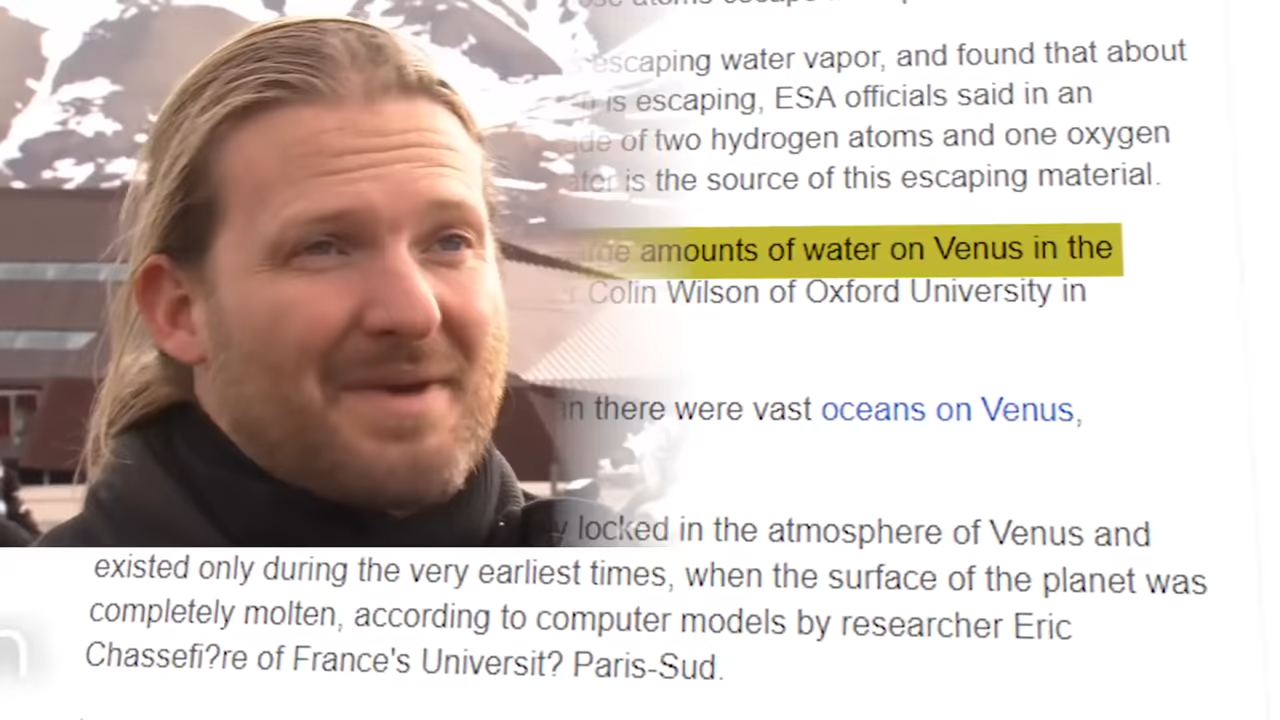 escaping water vapor, and found that about
is escaping, ESA officials said in an
of two hydrogen atoms and one oxygen
is the source of this escaping material.
amounts of water on Venus in the
Colin Wilson of Oxford University in
there were vast oceans on Venus,
locked in the atmosphere of Venus and
existed only during the very earliest times, when the surface of the planet was
completely molten, according to computer models by researcher Eric
Chassefi?re of France's Universit? Paris-Sud.